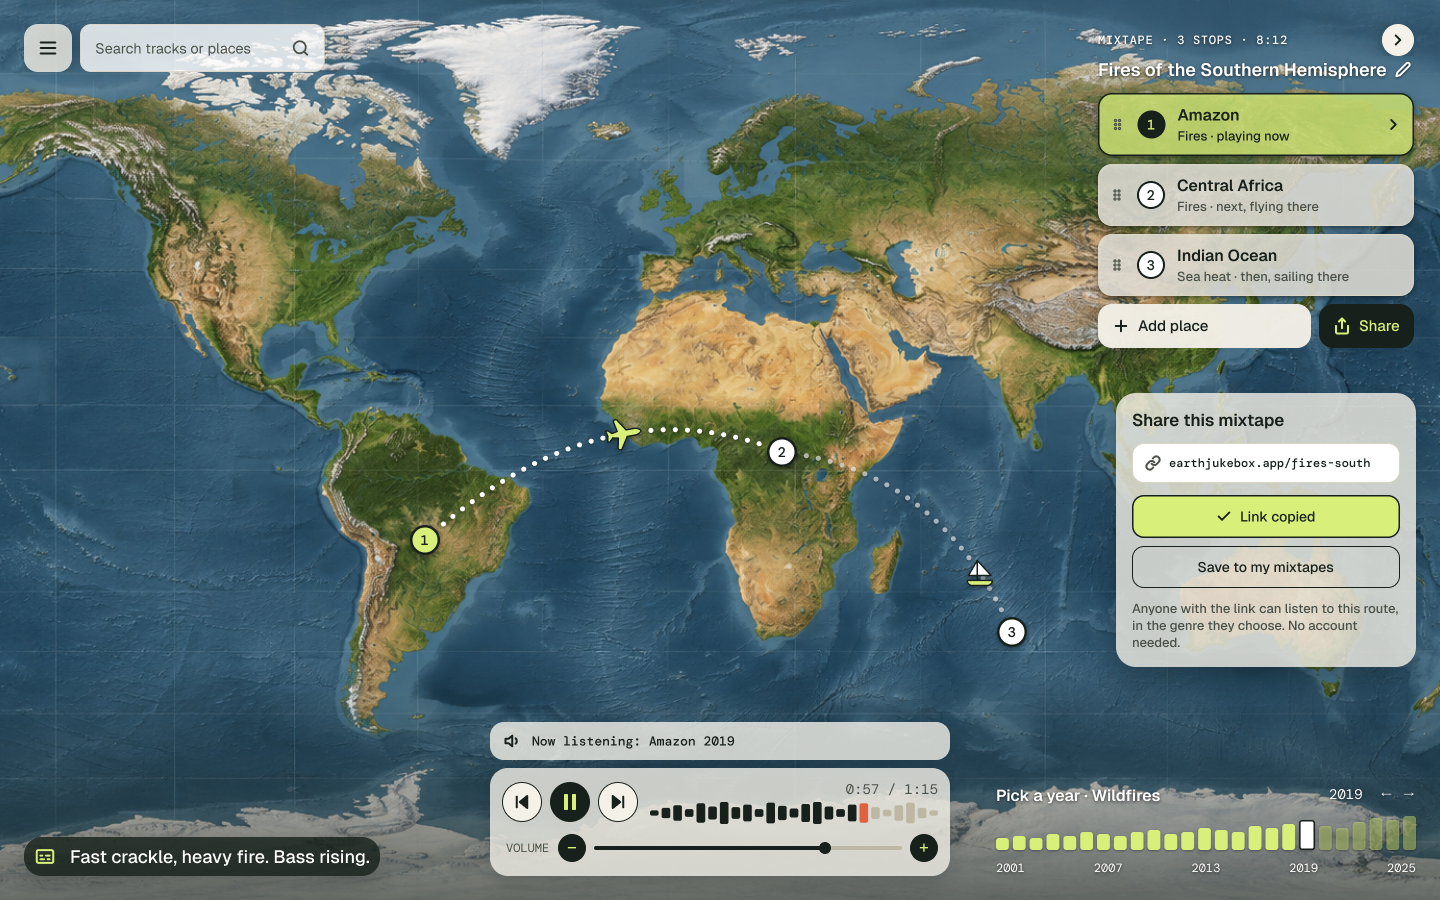 Search tracks or places
MIXTAPE · 3 STOPS · 8:12
Fires of the Southern Hemisphere
1
Amazon
Fires · playing now
2
Central Africa
Fires · next, flying there
3
Indian Ocean
Sea heat · then, sailing there
Add place
Share
Share this mixtape
earthjukebox.app/fires-south
Link copied
Save to my mixtapes
Anyone with the link can listen to this route,
in the genre they choose. No account
needed.
1
2
3
Now listening: Amazon 2019
0:57 / 1:15
VOLUME
Fast crackle, heavy fire. Bass rising.
Pick a year · Wildfires
2019 ← →
2001 2007 2013 2019 2025